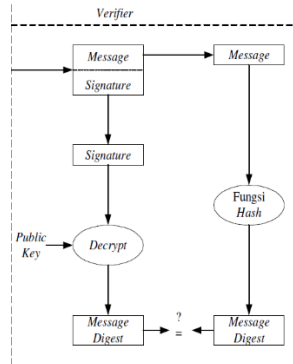 Verifier
Message
Signature
Message
Signature
Fungsi
Hash
Public
Key
Decrypt
Message
Digest
?
=
Message
Digest